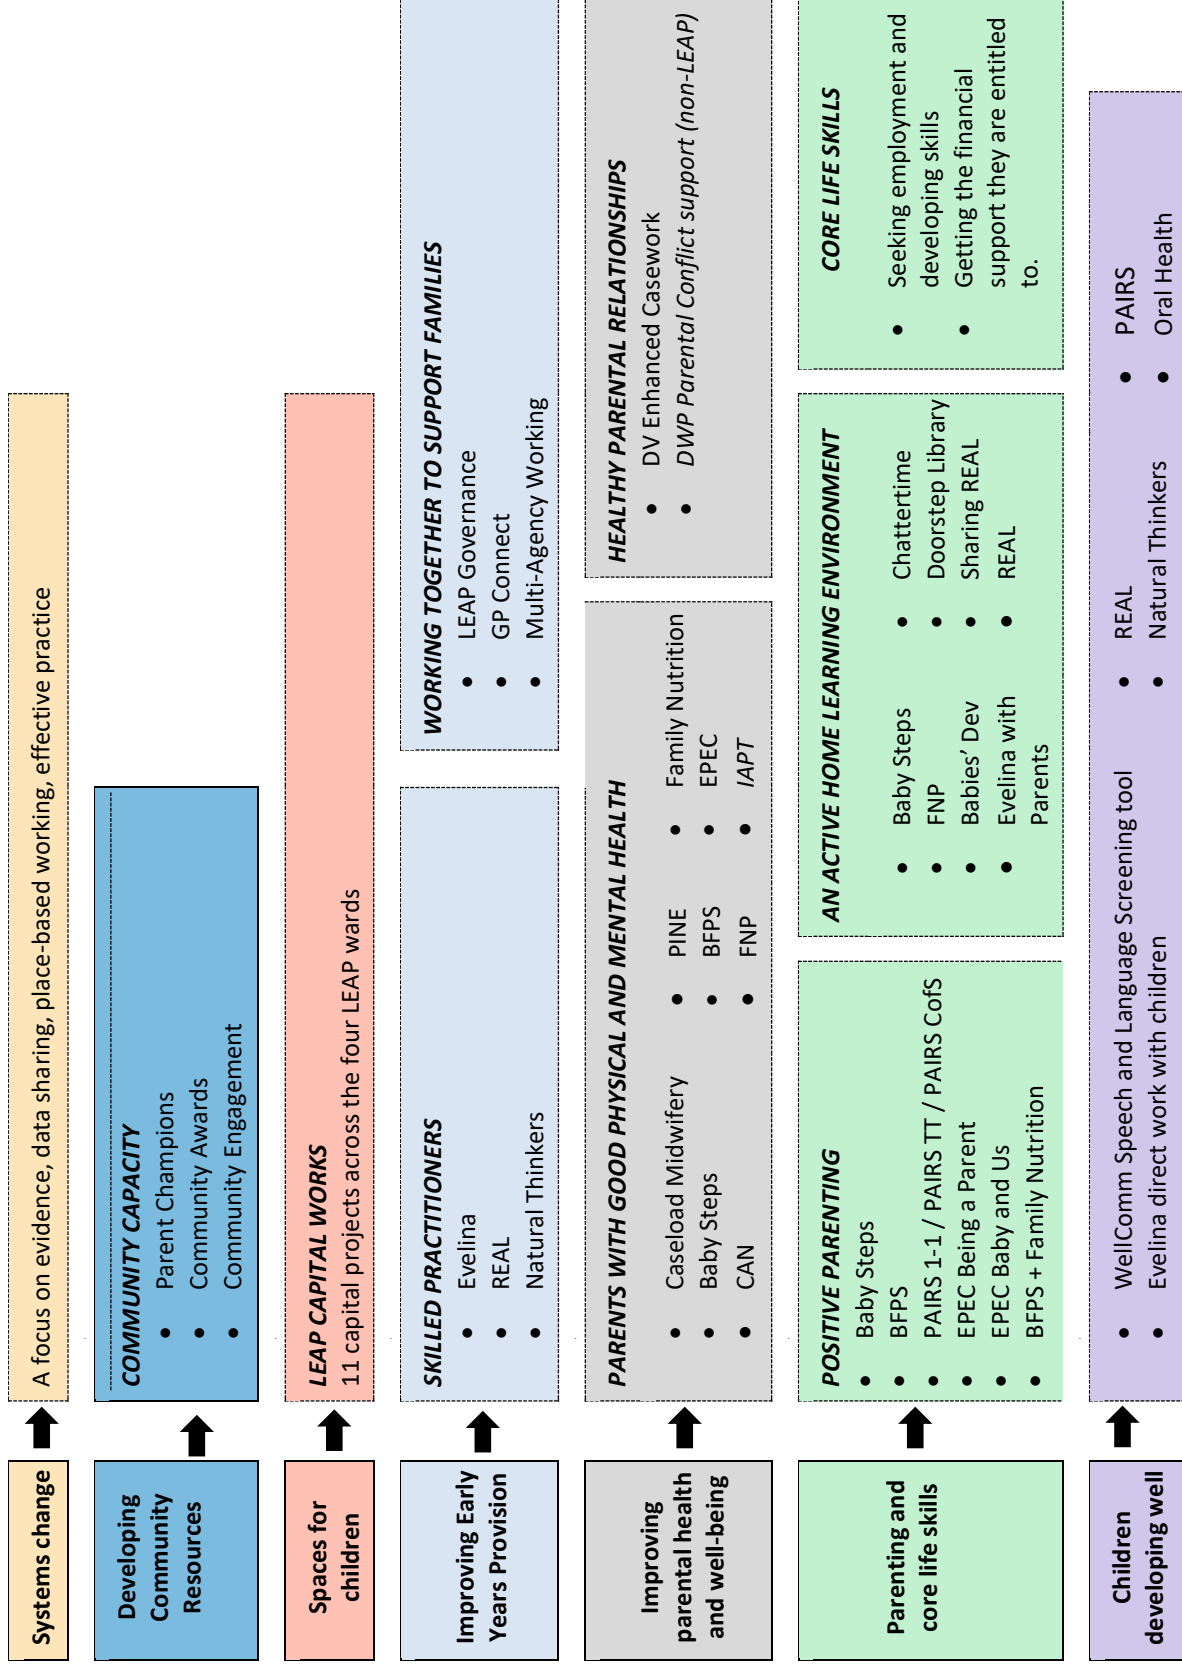 Systems change
A focus on evidence, data sharing, place-based working, effective practice
Developing
Community
Resources
COMMUNITY CAPACITY
• Parent Champions
• Community Awards
• Community Engagement
Spaces for
children
LEAP CAPITAL WORKS
11 capital projects across the four LEAP wards
Improving Early
Years Provision
SKILLED PRACTITIONERS
• Evelina
• REAL
• Natural Thinkers
WORKING TOGETHER TO SUPPORT FAMILIES
• LEAP Governance
• GP Connect
• Multi-Agency Working
Improving
parental health
and well-being
PARENTS WITH GOOD PHYSICAL AND MENTAL HEALTH
• Caseload Midwifery
• Baby Steps
• CAN
• PINE
• BFPS
• FNP
• Family Nutrition
• EPEC
• IAPT
HEALTHY PARENTAL RELATIONSHIPS
• DV Enhanced Casework
• DWP Parental Conflict support (non-LEAP)
Parenting and
core life skills
POSITIVE PARENTING
• Baby Steps
• BFPS
• PAIRS 1-1 / PAIRS TT / PAIRS CofS
• EPEC Being a Parent
• EPEC Baby and Us
• BFPS + Family Nutrition
AN ACTIVE HOME LEARNING ENVIRONMENT
• Baby Steps
• FNP
• Babies’ Dev
• Evelina with
Parents
• Chattertime
• Doorstep Library
• Sharing REAL
• REAL
CORE LIFE SKILLS
• Seeking employment and
developing skills
• Getting the financial
support they are entitled
to.
Children
developing well
• WellComm Speech and Language Screening tool
• Evelina direct work with children
• REAL
• Natural Thinkers
• PAIRS
• Oral Health